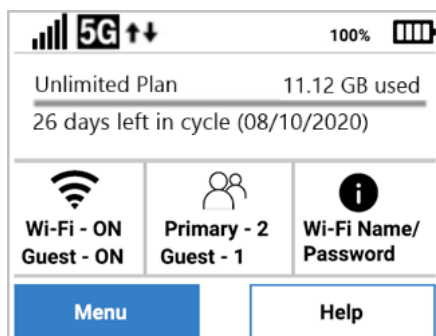 5G 100%
Unlimited Plan 11.12 GB used
26 days left in cycle (08/10/2020)
Wi-Fi - ON
Guest - ON
Primary - 2
Guest - 1
Wi-Fi Name/
Password
Menu Help